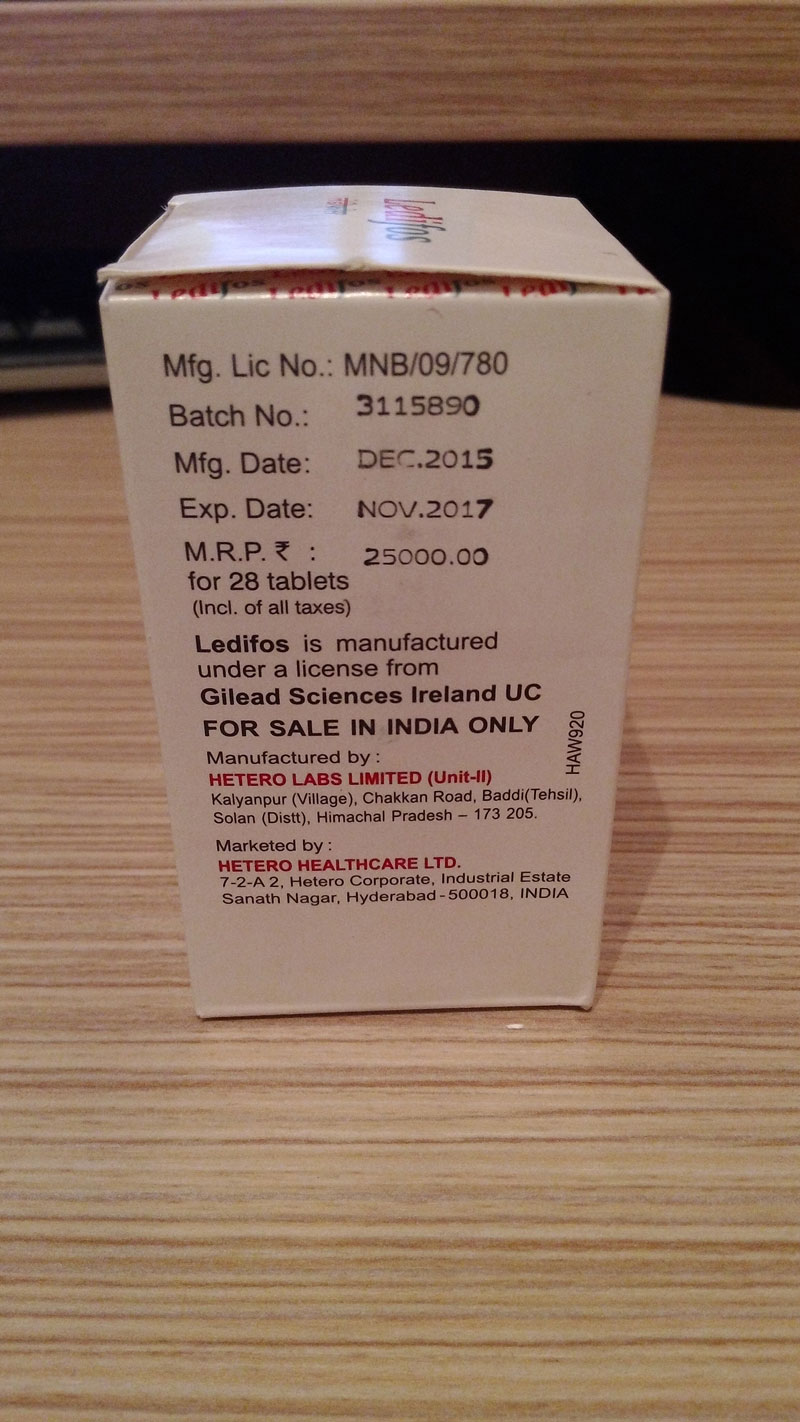 Ledifos
Ledifos Ledifos Ledifos
Mfg. Lic No.: MNB/09/780
Batch No.: 3115890
Mfg. Date: DEC.2015
Exp. Date: NOV.2017
M.R.P. ₹ : 25000.00
for 28 tablets
(Incl. of all taxes)
Ledifos is manufactured
under a license from
Gilead Sciences Ireland UC
FOR SALE IN INDIA ONLY
HAW920
Manufactured by :
HETERO LABS LIMITED (Unit-II)
Kalyanpur (Village), Chakkan Road, Baddi(Tehsil),
Solan (Distt), Himachal Pradesh – 173 205.
Marketed by :
HETERO HEALTHCARE LTD.
7-2-A 2, Hetero Corporate, Industrial Estate
Sanath Nagar, Hyderabad-500018, INDIA